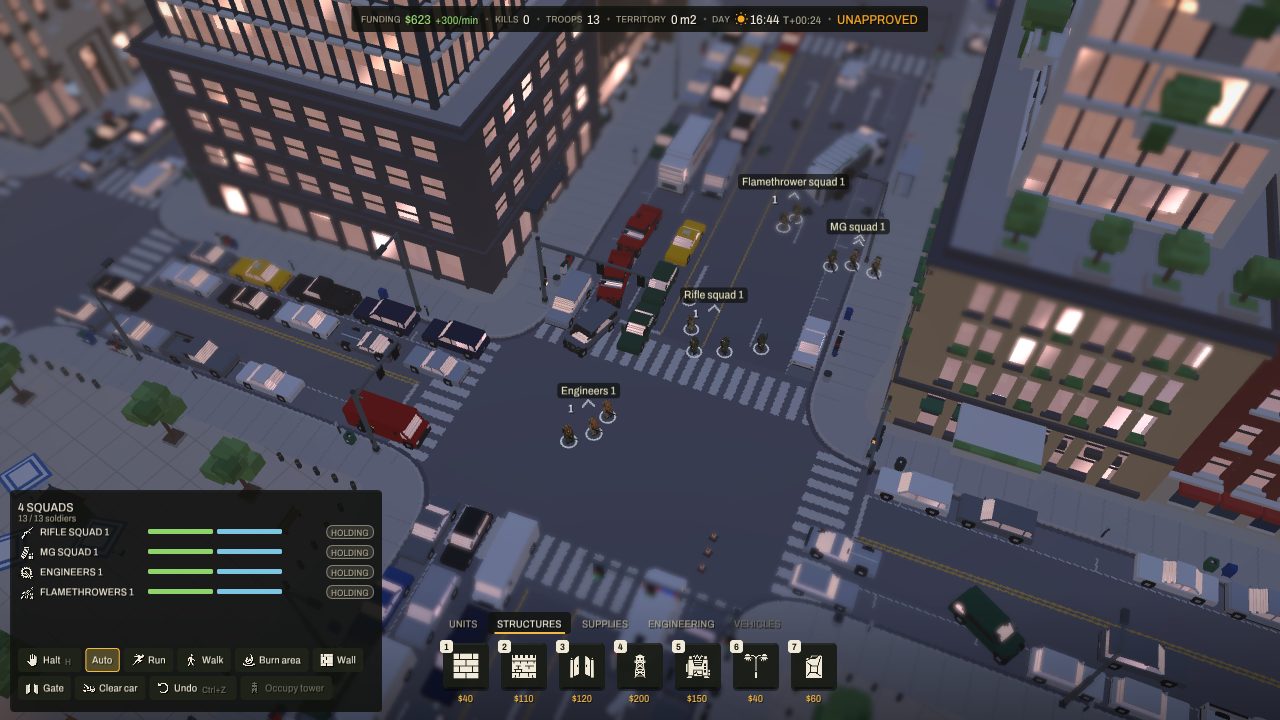 FUNDING $623 +300/min • KILLS 0 • TROOPS 13 • TERRITORY 0 m2 • DAY 16:44 T+00:24 • UNAPPROVED
Flamethrower squad 1
1
MG squad 1
Rifle squad 1
1
Engineers 1
1
4 SQUADS
13 / 13 soldiers
RIFLE SQUAD 1 HOLDING
MG SQUAD 1 HOLDING
ENGINEERS 1 HOLDING
FLAMETHROWERS 1 HOLDING
Halt H Auto Run Walk Burn area Wall
Gate Clear car Undo Ctrl+Z Occupy tower
UNITS STRUCTURES SUPPLIES ENGINEERING VEHICLES
1 2 3 4 5 6 7
$40 $110 $120 $200 $150 $40 $60